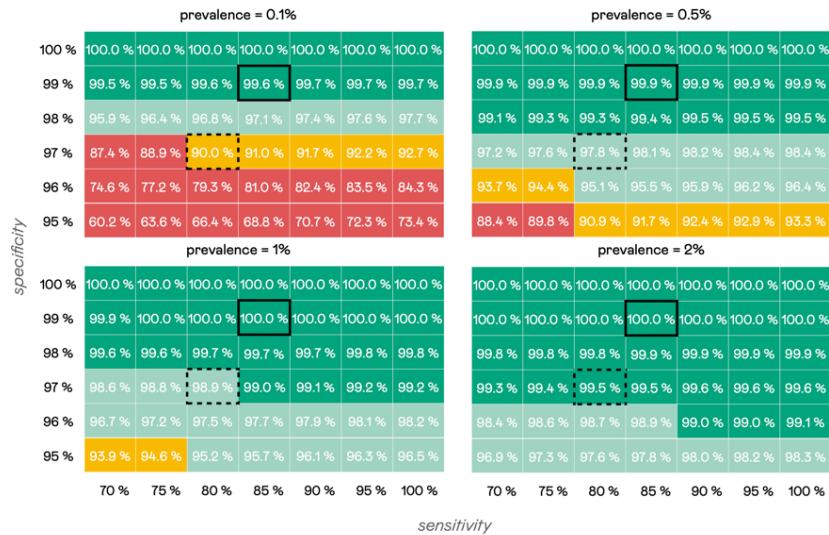 prevalence = 0.1%
prevalence = 0.5%
100 % 100.0 % 100.0 % 100.0 % 100.0 % 100.0 % 100.0 % 100.0 % 100.0 % 100.0 % 100.0 % 100.0 % 100.0 % 100.0 % 100.0 %
99 % 99.5 % 99.5 % 99.6 % 99.6 % 99.7 % 99.7 % 99.7 % 99.9 % 99.9 % 99.9 % 99.9 % 99.9 % 99.9 % 99.9 %
98 % 95.9 % 96.4 % 96.8 % 97.1 % 97.4 % 97.6 % 97.7 % 99.1 % 99.3 % 99.3 % 99.4 % 99.5 % 99.5 % 99.5 %
97 % 87.4 % 88.9 % 90.0 % 91.0 % 91.7 % 92.2 % 92.7 % 97.2 % 97.6 % 97.8 % 98.1 % 98.2 % 98.4 % 98.4 %
96 % 74.6 % 77.2 % 79.3 % 81.0 % 82.4 % 83.5 % 84.3 % 93.7 % 94.4 % 95.1 % 95.5 % 95.9 % 96.2 % 96.4 %
95 % 60.2 % 63.6 % 66.4 % 68.8 % 70.7 % 72.3 % 73.4 % 88.4 % 89.8 % 90.9 % 91.7 % 92.4 % 92.9 % 93.3 %
specificity
prevalence = 1%
prevalence = 2%
100 % 100.0 % 100.0 % 100.0 % 100.0 % 100.0 % 100.0 % 100.0 % 100.0 % 100.0 % 100.0 % 100.0 % 100.0 % 100.0 % 100.0 %
99 % 99.9 % 100.0 % 100.0 % 100.0 % 100.0 % 100.0 % 100.0 % 100.0 % 100.0 % 100.0 % 100.0 % 100.0 % 100.0 % 100.0 %
98 % 99.6 % 99.6 % 99.7 % 99.7 % 99.7 % 99.8 % 99.8 % 99.8 % 99.8 % 99.8 % 99.9 % 99.9 % 99.9 % 99.9 %
97 % 98.6 % 98.8 % 98.9 % 99.0 % 99.1 % 99.2 % 99.2 % 99.3 % 99.4 % 99.5 % 99.5 % 99.6 % 99.6 % 99.6 %
96 % 96.7 % 97.2 % 97.5 % 97.7 % 97.9 % 98.1 % 98.2 % 98.4 % 98.6 % 98.7 % 98.9 % 99.0 % 99.0 % 99.1 %
95 % 93.9 % 94.6 % 95.2 % 95.7 % 96.1 % 96.3 % 96.5 % 96.9 % 97.3 % 97.6 % 97.8 % 98.0 % 98.2 % 98.3 %
70 % 75 % 80 % 85 % 90 % 95 % 100 % 70 % 75 % 80 % 85 % 90 % 95 % 100 %
sensitivity